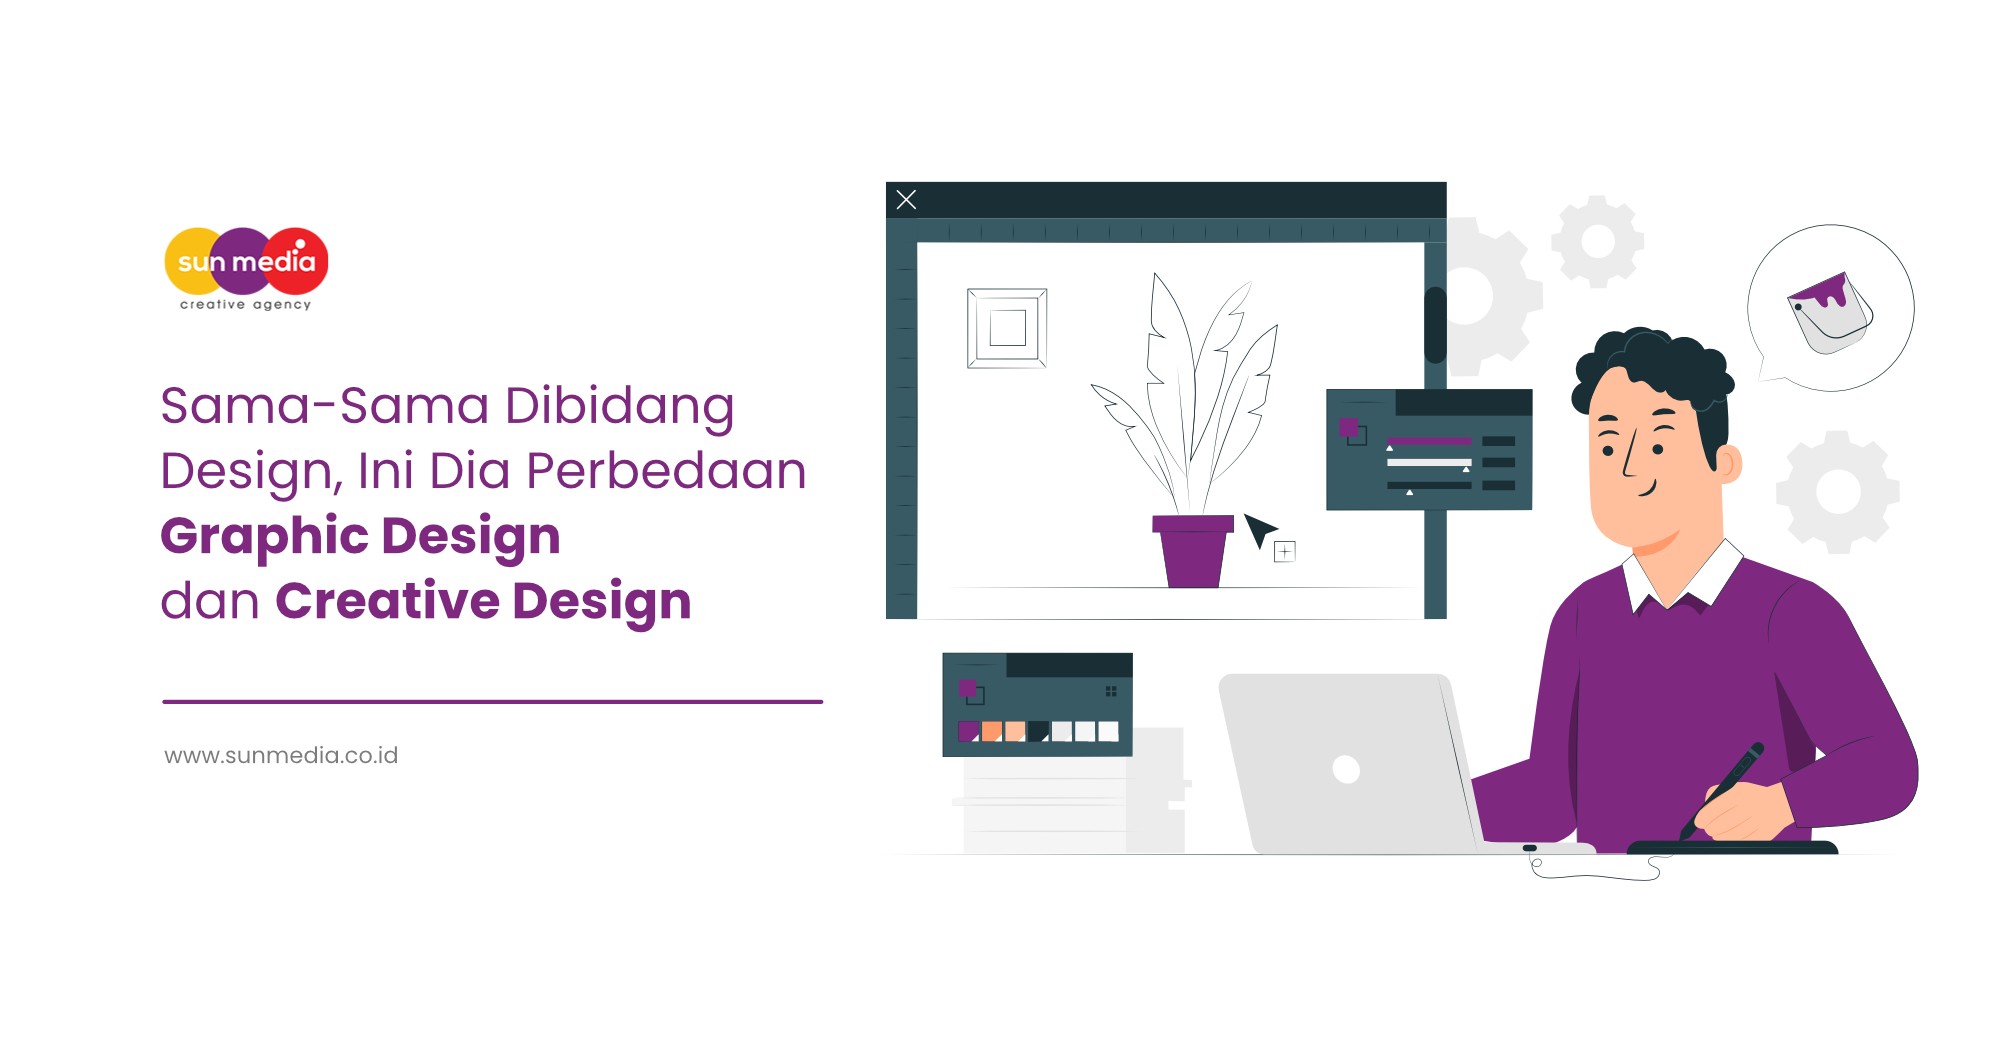 sun media
creative agency
Sama-Sama Dibidang
Design, Ini Dia Perbedaan
Graphic Design
dan Creative Design
www.sunmedia.co.id